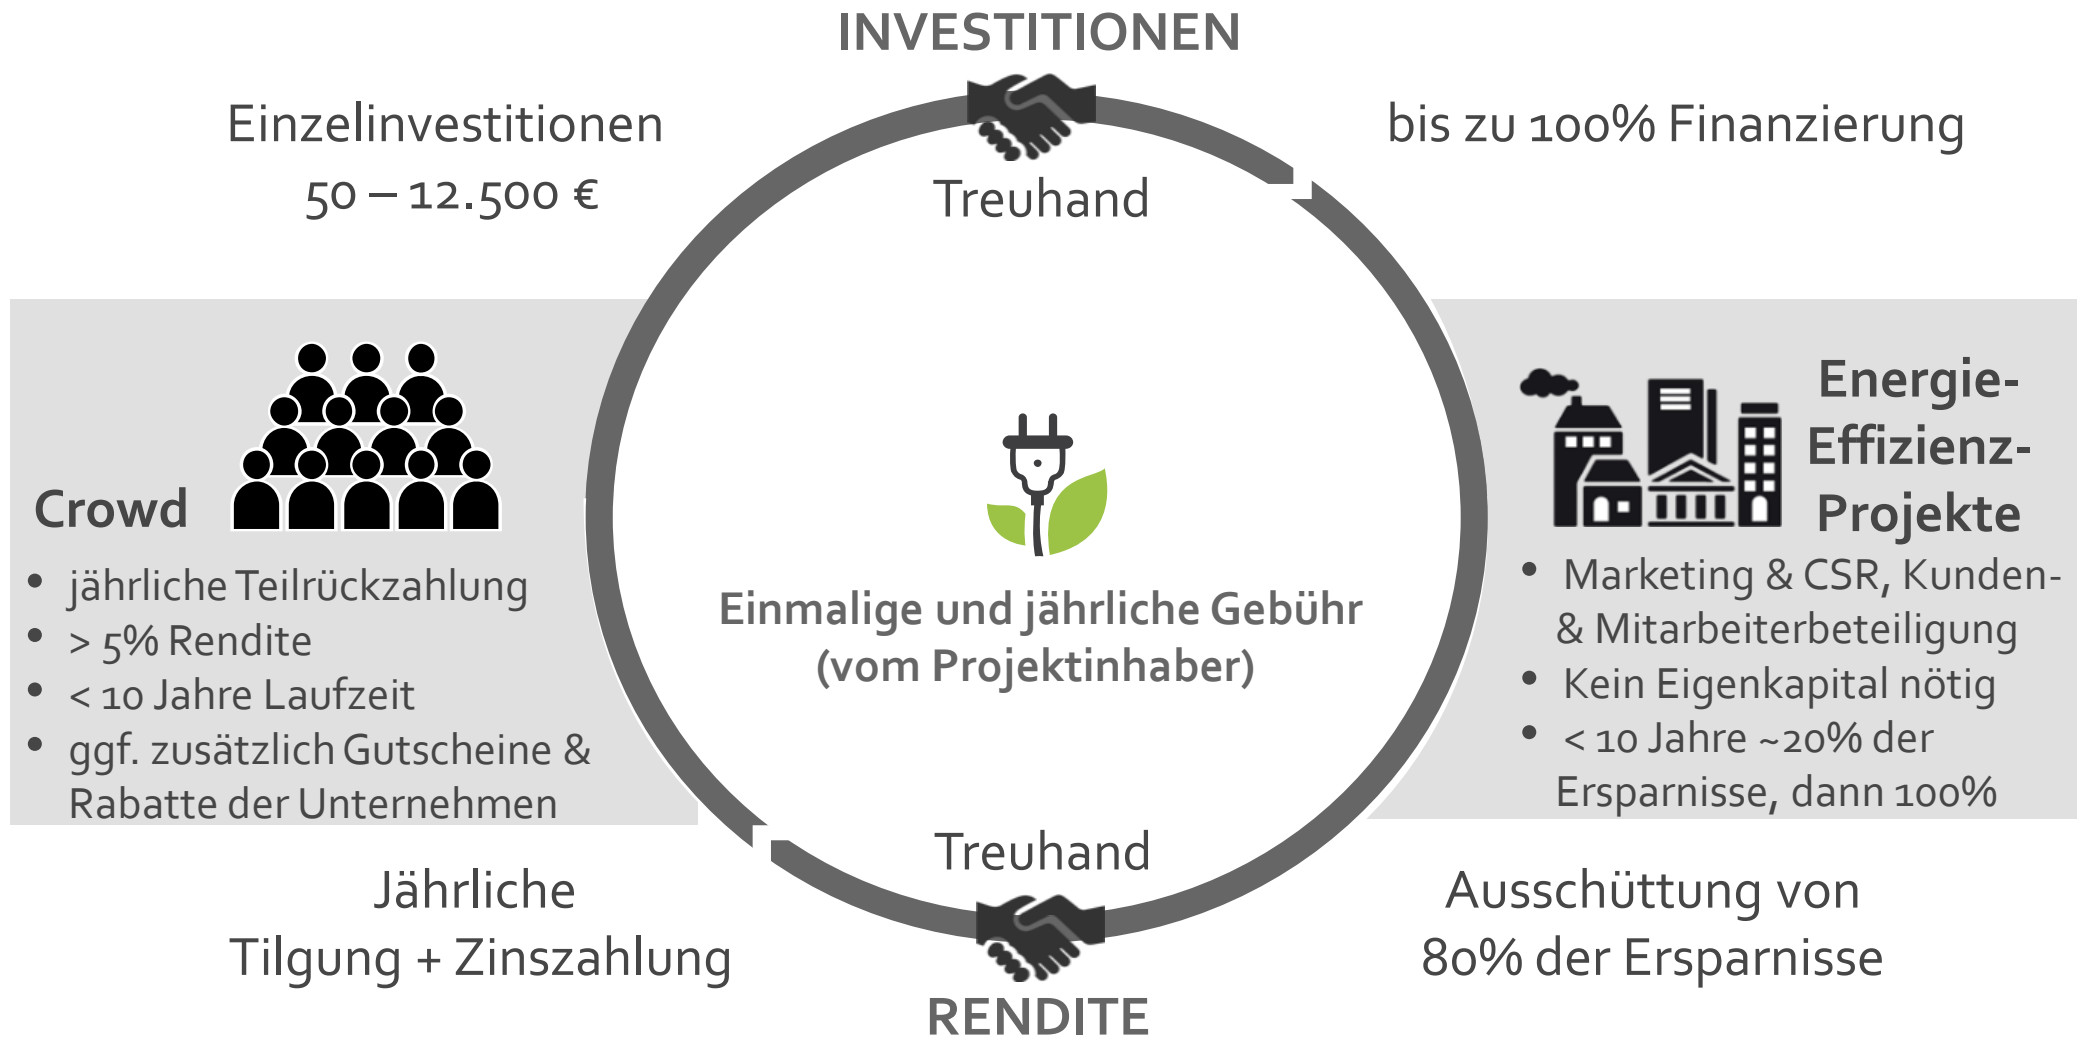 INVESTITIONEN
Einzelinvestitionen
50 – 12.500 €
bis zu 100% Finanzierung
Treuhand
Crowd
• jährliche Teilrückzahlung
• > 5% Rendite
• < 10 Jahre Laufzeit
• ggf. zusätzlich Gutscheine &
Rabatte der Unternehmen
Einmalige und jährliche Gebühr
(vom Projektinhaber)
Energie-
Effizienz-
Projekte
• Marketing & CSR, Kunden-
& Mitarbeiterbeteiligung
• Kein Eigenkapital nötig
• < 10 Jahre ~20% der
Ersparnisse, dann 100%
Treuhand
Jährliche
Tilgung + Zinszahlung
Ausschüttung von
80% der Ersparnisse
RENDITE